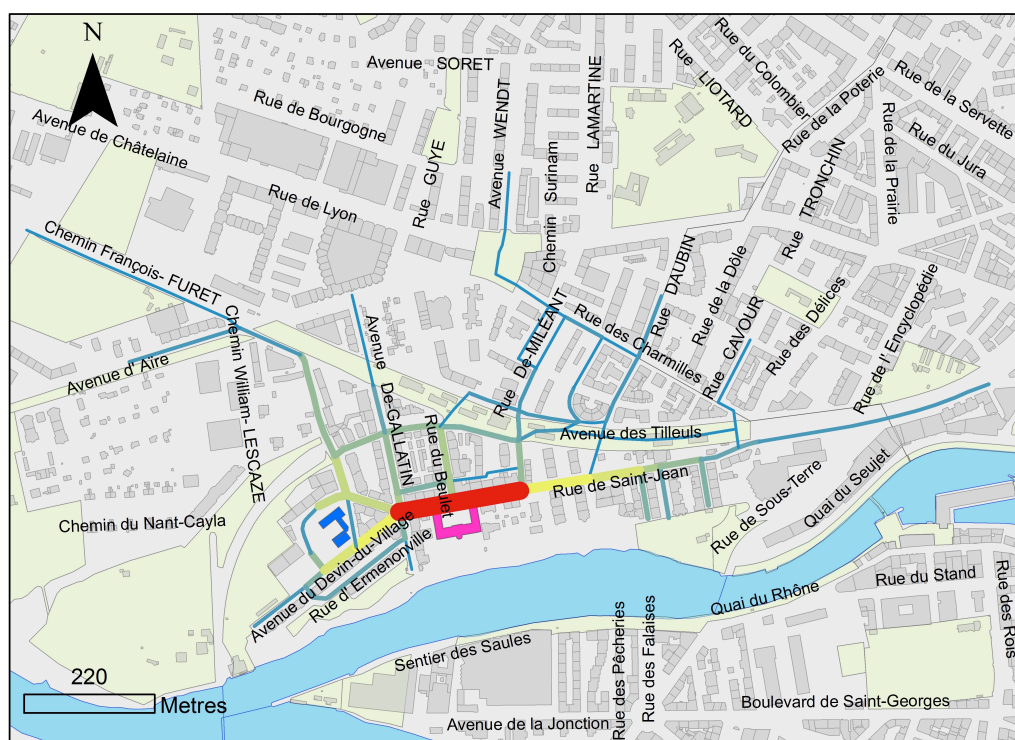 N
Avenue SORET
Rue de Bourgogne
Avenue de Châtelaine
Rue de Lyon
Rue GUYE
Avenue WENDT
Chemin Surinam
Rue LAMARTINE
Rue LIOTARD
Rue du Colombier
Rue de la Poterie
Rue de la Servette
Rue du Jura
Rue de la Prairie
Rue TRONCHIN
Chemin François- FURET
Chemin William- LESCAZE
Avenue d' Aïre
Avenue De-GALLATIN
Rue du Beulet
Rue De-MILÉANT
Rue des Charmilles
Rue DAUBIN
Rue de la Dôle
Rue CAVOUR
Rue des Délices
Rue de l' Encyclopédie
Avenue des Tilleuls
Rue de Saint-Jean
Rue de Sous-Terre
Quai du Seujet
Chemin du Nant-Cayla
Avenue du Devin-du-Village
Rue d' Ermenonville
Quai du Rhône
Rue du Stand
Rue des Rois
Sentier des Saules
Rue des Pêcheries
Rue des Falaises
Boulevard de Saint-Georges
Avenue de la Jonction
220
Metres